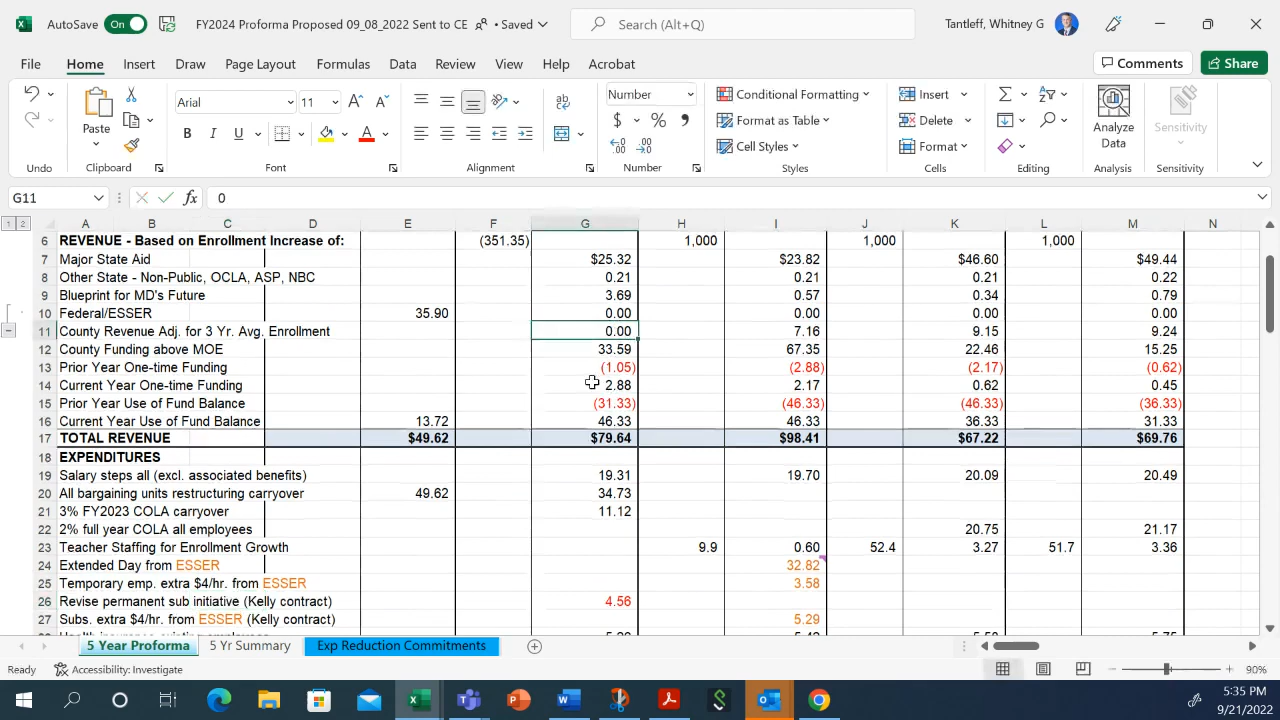 AutoSave On FY2024 Proforma Proposed 09_08_2022 Sent to CE • Saved Search (Alt+Q) Tantleff, Whitney G
File Home Insert Draw Page Layout Formulas Data Review View Help Acrobat Comments Share
Undo Paste Clipboard
Arial 11 B I U Font
Alignment
Number $ % Number
Conditional Formatting Format as Table Cell Styles Styles
Insert Delete Format Cells
Editing
Analyze Data Analysis
Sensitivity Sensitivity
G11 fx 0
1 2 A B C D E F G H I J K L M N
6 REVENUE - Based on Enrollment Increase of: (351.35) 1,000 1,000 1,000
7 Major State Aid $25.32 $23.82 $46.60 $49.44
8 Other State - Non-Public, OCLA, ASP, NBC 0.21 0.21 0.21 0.22
9 Blueprint for MD's Future 3.69 0.57 0.34 0.79
10 Federal/ESSER 35.90 0.00 0.00 0.00 0.00
11 County Revenue Adj. for 3 Yr. Avg. Enrollment 0.00 7.16 9.15 9.24
12 County Funding above MOE 33.59 67.35 22.46 15.25
13 Prior Year One-time Funding (1.05) (2.88) (2.17) (0.62)
14 Current Year One-time Funding 2.88 2.17 0.62 0.45
15 Prior Year Use of Fund Balance (31.33) (46.33) (46.33) (36.33)
16 Current Year Use of Fund Balance 13.72 46.33 46.33 36.33 31.33
17 TOTAL REVENUE $49.62 $79.64 $98.41 $67.22 $69.76
18 EXPENDITURES
19 Salary steps all (excl. associated benefits) 19.31 19.70 20.09 20.49
20 All bargaining units restructuring carryover 49.62 34.73
21 3% FY2023 COLA carryover 11.12
22 2% full year COLA all employees 20.75 21.17
23 Teacher Staffing for Enrollment Growth 9.9 0.60 52.4 3.27 51.7 3.36
24 Extended Day from ESSER 32.82
25 Temporary emp. extra $4/hr. from ESSER 3.58
26 Revise permanent sub initiative (Kelly contract) 4.56
27 Subs. extra $4/hr. from ESSER (Kelly contract) 5.29
5 Year Proforma 5 Yr Summary Exp Reduction Commitments
Ready Accessibility: Investigate 90%
5:35 PM
9/21/2022